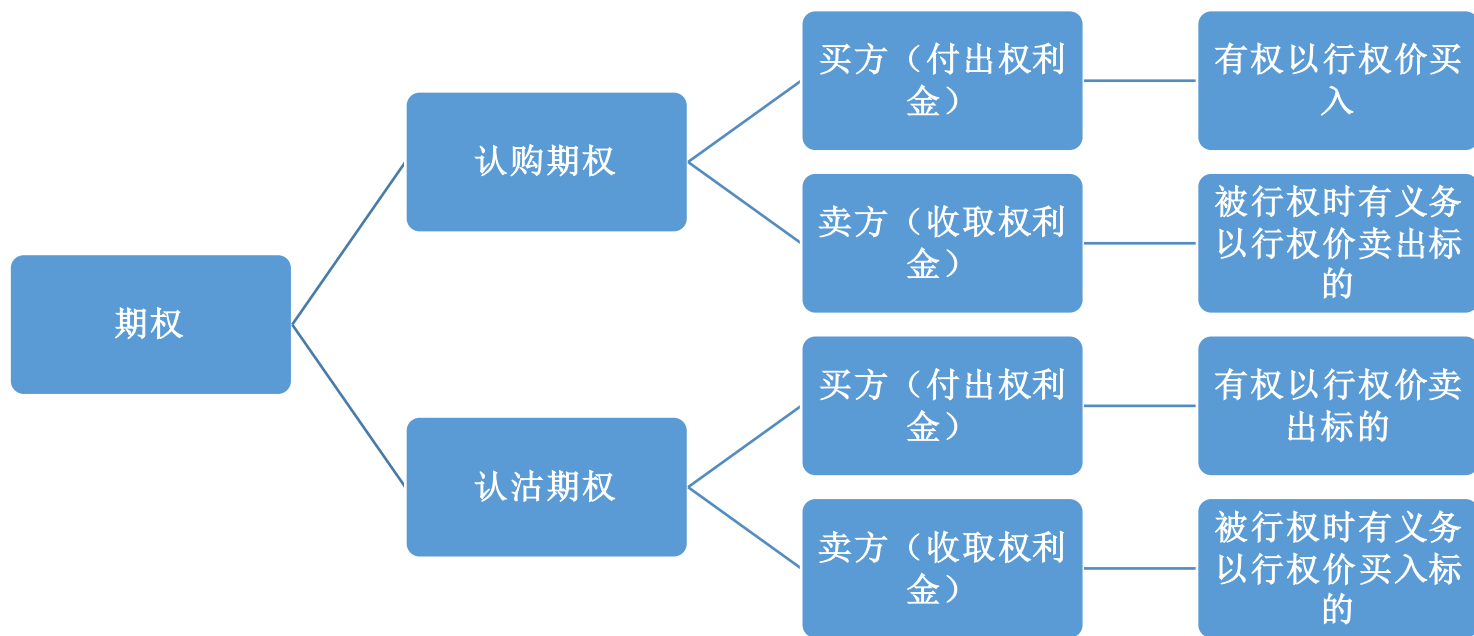 期权
认购期权
买方（付出权利
金）
有权以行权价买
入
卖方（收取权利
金）
被行权时有义务
以行权价卖出标
的
认沽期权
买方（付出权利
金）
有权以行权价卖
出标的
卖方（收取权利
金）
被行权时有义务
以行权价买入标
的